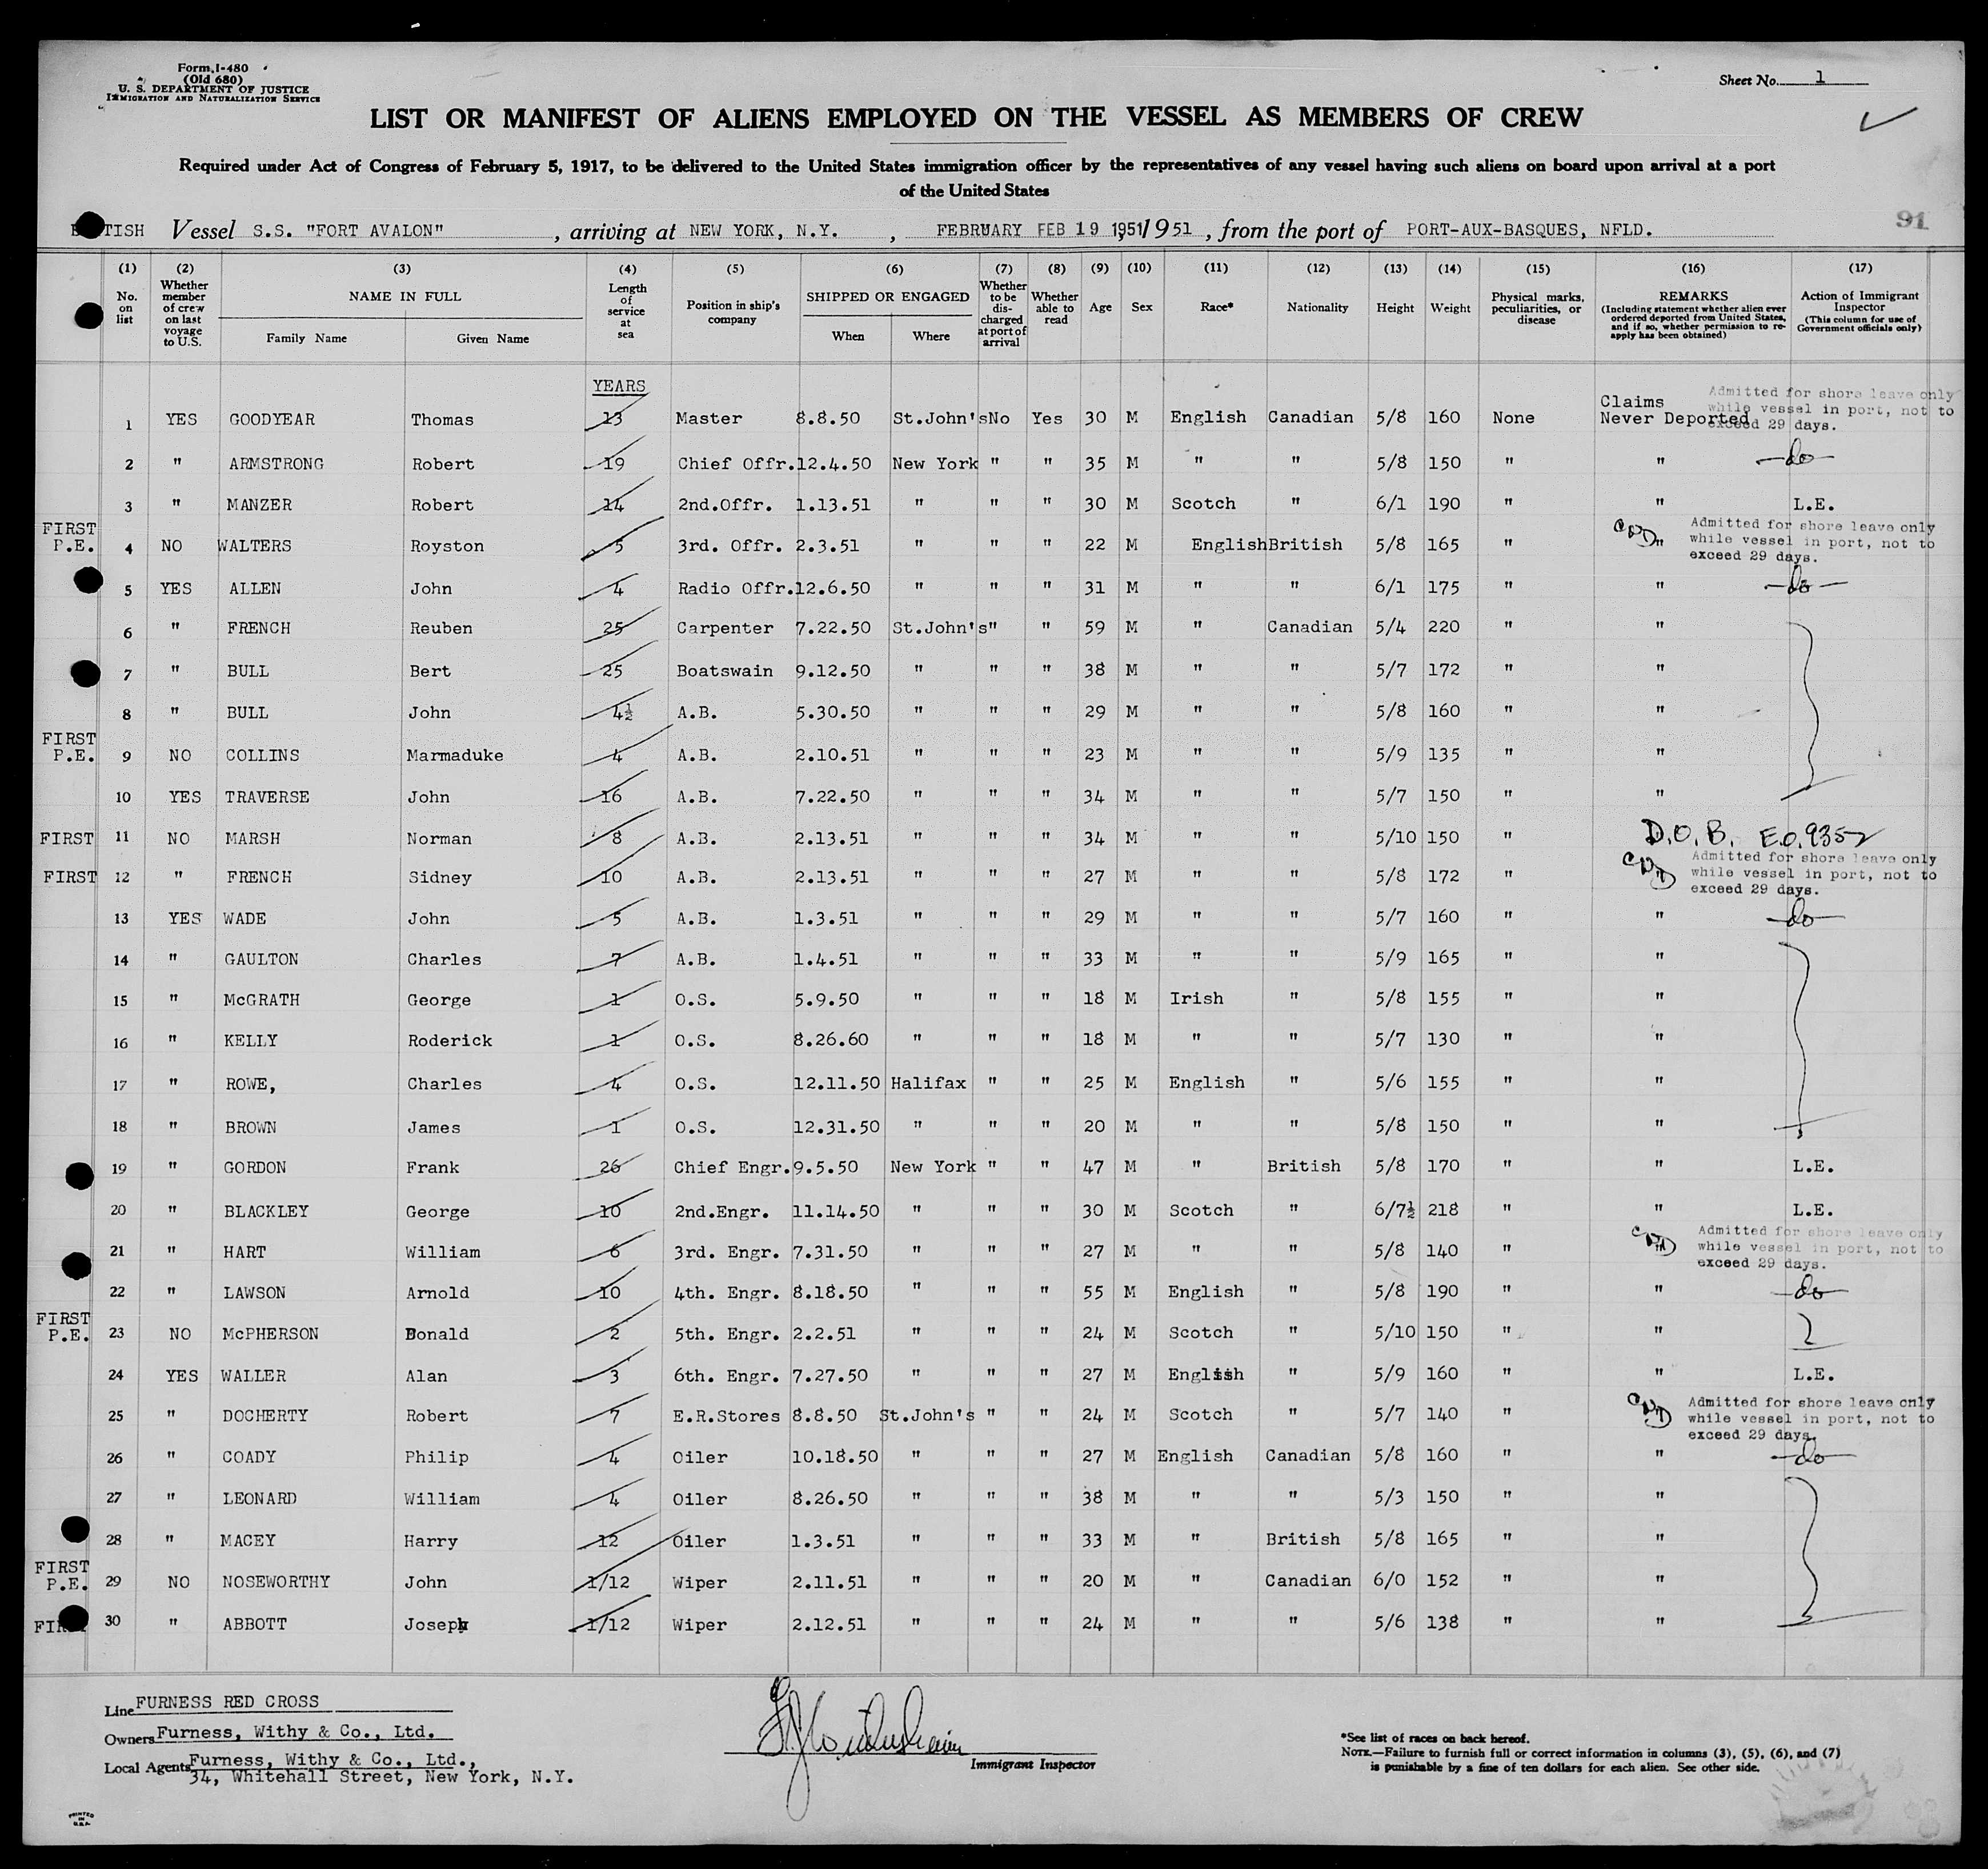 Form I-480
(Old 680)
U. S. DEPARTMENT OF JUSTICE
IMMIGRATION AND NATURALIZATION SERVICE
Sheet No. 1
LIST OR MANIFEST OF ALIENS EMPLOYED ON THE VESSEL AS MEMBERS OF CREW
Required under Act of Congress of February 5, 1917, to be delivered to the United States immigration officer by the representatives of any vessel having such aliens on board upon arrival at a port
of the United States
91
TISH Vessel S.S. "FORT AVALON" , arriving at NEW YORK, N.Y. , FEBRUARY FEB 19 1951/951 , from the port of PORT-AUX-BASQUES, NFLD.
(1) (2) (3) (4) (5) (6) (7) (8) (9) (10) (11) (12) (13) (14) (15) (16) (17)
No. on list
Whether member of crew on last voyage to U.S.
NAME IN FULL
Family Name Given Name
Length of service at sea
Position in ship's company
SHIPPED OR ENGAGED
When Where
Whether to be discharged at port of arrival
Whether able to read
Age Sex Race* Nationality Height Weight
Physical marks, peculiarities, or disease
REMARKS
(Including statement whether alien ever ordered deported from United States, and if so, whether permission to re-apply has been obtained)
Action of Immigrant Inspector
(This column for use of Government officials only)
YEARS
1 YES GOODYEAR Thomas 13 Master 8.8.50 St.John's No Yes 30 M English Canadian 5/8 160 None Claims Never Deported Admitted for shore leave only while vessel in port, not to exceed 29 days.
2 " ARMSTRONG Robert 19 Chief Offr. 12.4.50 New York " " 35 M " " 5/8 150 " " -do-
3 " MANZER Robert 14 2nd.Offr. 1.13.51 " " " 30 M Scotch " 6/1 190 " " L.E.
FIRST P.E. 4 NO WALTERS Royston 5 3rd. Offr. 2.3.51 " " " 22 M English British 5/8 165 " " Admitted for shore leave only while vessel in port, not to exceed 29 days.
5 YES ALLEN John 4 Radio Offr. 12.6.50 " " " 31 M " " 6/1 175 " " -do-
6 " FRENCH Reuben 25 Carpenter 7.22.50 St.John's " " 59 M " Canadian 5/4 220 " "
7 " BULL Bert 25 Boatswain 9.12.50 " " " 38 M " " 5/7 172 " "
8 " BULL John 4½ A.B. 5.30.50 " " " 29 M " " 5/8 160 " "
FIRST P.E. 9 NO COLLINS Marmaduke 4 A.B. 2.10.51 " " " 23 M " " 5/9 135 " "
10 YES TRAVERSE John 16 A.B. 7.22.50 " " " 34 M " " 5/7 150 " "
FIRST 11 NO MARSH Norman 8 A.B. 2.13.51 " " " 34 M " " 5/10 150 " D.O.B. E.O. 9352
FIRST 12 " FRENCH Sidney 10 A.B. 2.13.51 " " " 27 M " " 5/8 172 " " Admitted for shore leave only while vessel in port, not to exceed 29 days.
13 YES WADE John 5 A.B. 1.3.51 " " " 29 M " " 5/7 160 " " -do-
14 " GAULTON Charles 7 A.B. 1.4.51 " " " 33 M " " 5/9 165 " "
15 " McGRATH George 1 O.S. 5.9.50 " " " 18 M Irish " 5/8 155 " "
16 " KELLY Roderick 1 O.S. 8.26.60 " " " 18 M " " 5/7 130 " "
17 " ROWE, Charles 4 O.S. 12.11.50 Halifax " " 25 M English " 5/6 155 " "
18 " BROWN James 1 O.S. 12.31.50 " " " 20 M " " 5/8 150 " "
19 " GORDON Frank 26 Chief Engr. 9.5.50 New York " " 47 M " British 5/8 170 " " L.E.
20 " BLACKLEY George 10 2nd.Engr. 11.14.50 " " " 30 M Scotch " 6/7½ 218 " " L.E.
21 " HART William 6 3rd. Engr. 7.31.50 " " " 27 M " " 5/8 140 " " Admitted for shore leave only while vessel in port, not to exceed 29 days.
22 " LAWSON Arnold 10 4th. Engr. 8.18.50 " " " 55 M English " 5/8 190 " " -do-
FIRST P.E. 23 NO McPHERSON Donald 2 5th. Engr. 2.2.51 " " " 24 M Scotch " 5/10 150 " "
24 YES WALLER Alan 3 6th. Engr. 7.27.50 " " " 27 M English " 5/9 160 " " L.E.
25 " DOCHERTY Robert 7 E.R.Stores 8.8.50 St.John's " " 24 M Scotch " 5/7 140 " Admitted for shore leave only while vessel in port, not to exceed 29 days.
26 " COADY Philip 4 Oiler 10.18.50 " " " 27 M English Canadian 5/8 160 " " -do-
27 " LEONARD William 4 Oiler 8.26.50 " " " 38 M " " 5/3 150 " "
28 " MACEY Harry 12 Oiler 1.3.51 " " " 33 M " British 5/8 165 " "
FIRST P.E. 29 NO NOSEWORTHY John 1/12 Wiper 2.11.51 " " " 20 M " Canadian 6/0 152 " "
FIRST 30 " ABBOTT Joseph 1/12 Wiper 2.12.51 " " " 24 M " " 5/6 138 " "
Line FURNESS RED CROSS
Owners Furness, Withy & Co., Ltd.
Local Agents Furness, Withy & Co., Ltd.,
34, Whitehall Street, New York, N.Y.
Immigrant Inspector
*See list of races on back hereof.
NOTE.—Failure to furnish full or correct information in columns (3), (5), (6), and (7)
is punishable by a fine of ten dollars for each alien. See other side.
PRINTED IN U.S.A.